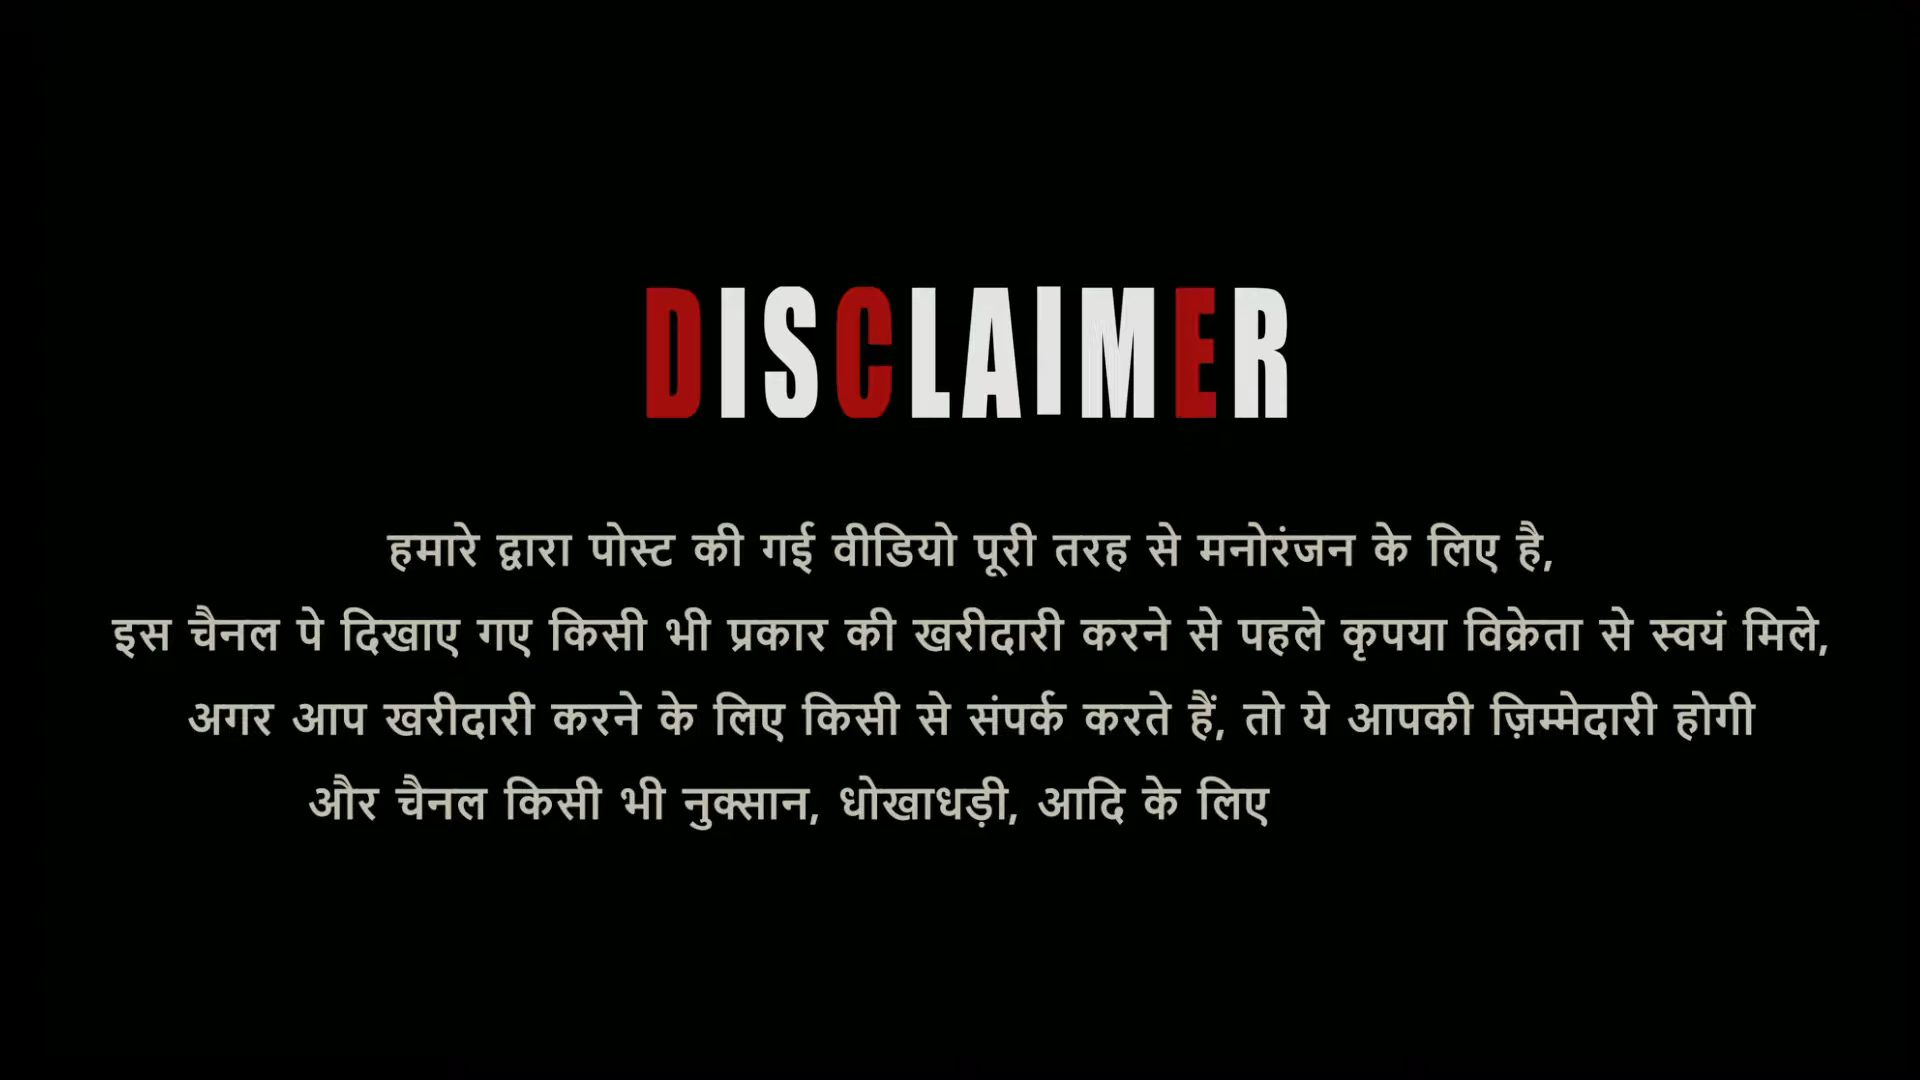 DISCLAIMER
हमारे द्वारा पोस्ट की गई वीडियो पूरी तरह से मनोरंजन के लिए है,
इस चैनल पे दिखाए गए किसी भी प्रकार की खरीदारी करने से पहले कृपया विक्रेता से स्वयं मिले,
अगर आप खरीदारी करने के लिए किसी से संपर्क करते हैं, तो ये आपकी ज़िम्मेदारी होगी
और चैनल किसी भी नुक्सान, धोखाधड़ी, आदि के लिए